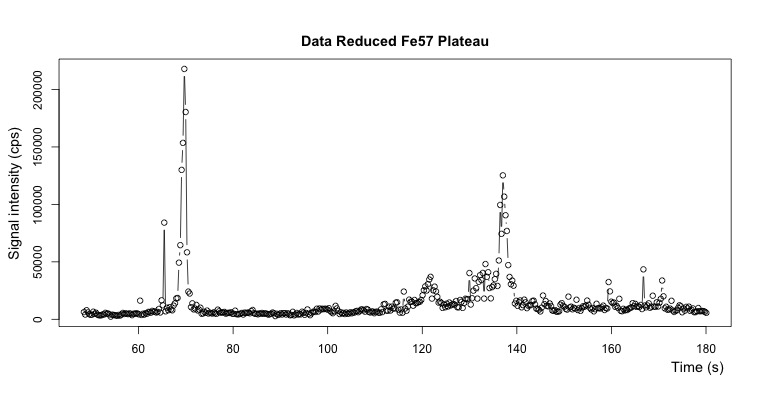 Data Reduced Fe57 Plateau
Signal intensity (cps)
200000
150000
100000
50000
0
60 80 100 120 140 160 180
Time (s)